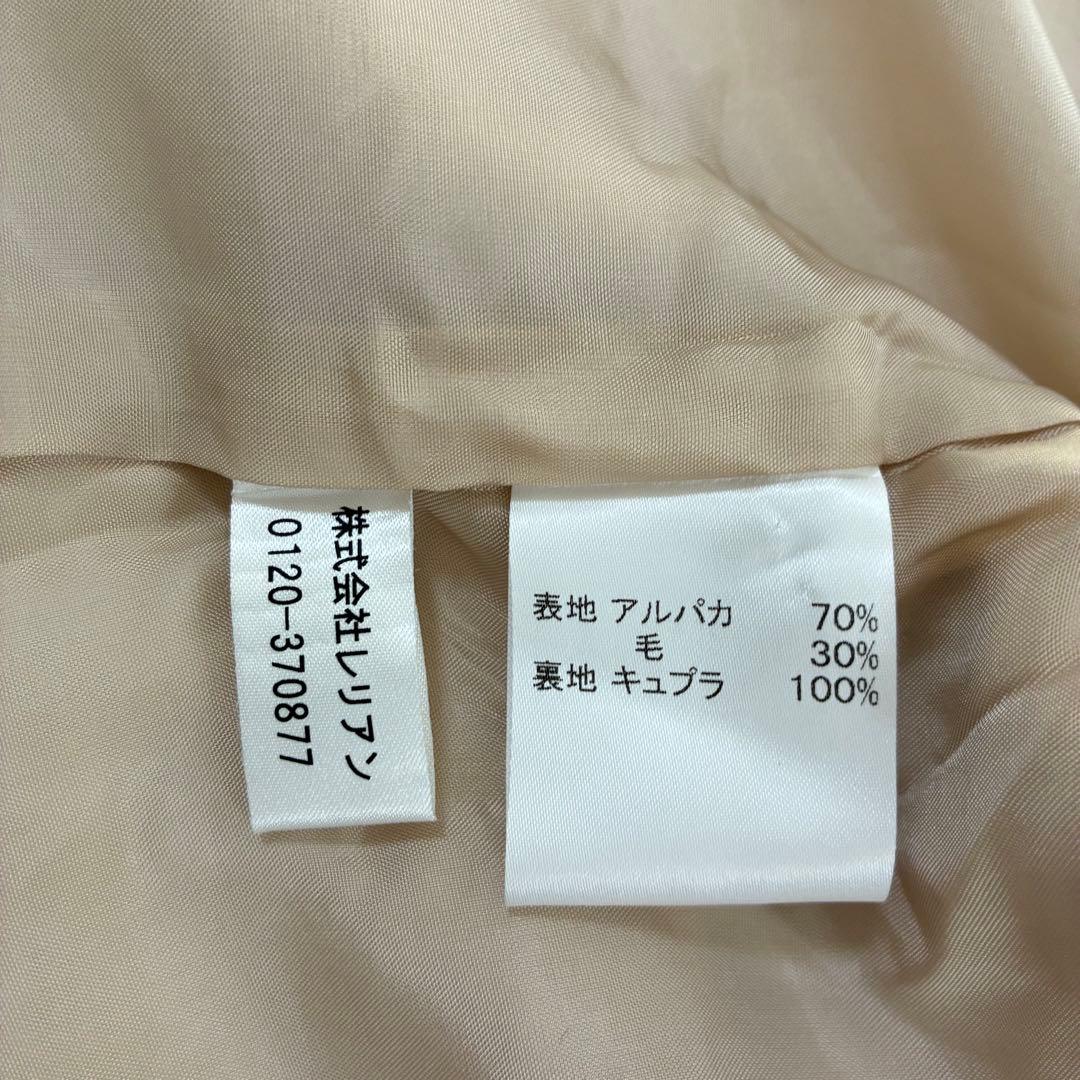 株式会社レリアン
0120-370877
表地 アルパカ 70%
毛 30%
裏地 キュプラ 100%